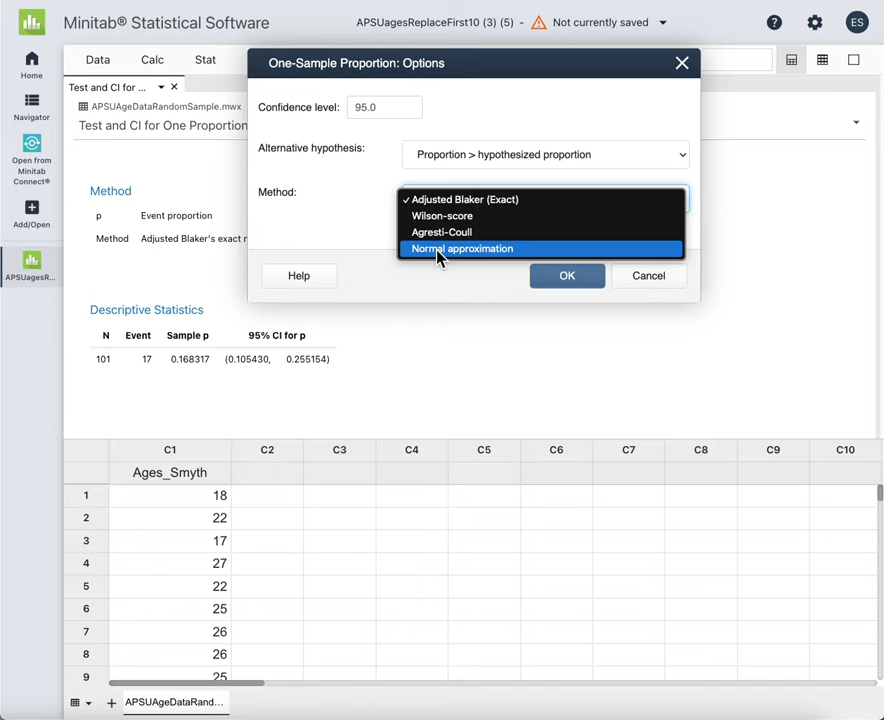 Minitab® Statistical Software
APSUagesReplaceFirst10 (3) (5) - Not currently saved
ES
Home
Navigator
Open from
Minitab
Connect®
Add/Open
APSUagesR...
Data Calc Stat
Test and CI for ...
APSUAgeDataRandomSample.mwx
Test and CI for One Proportion
Method
p Event proportion
Method Adjusted Blaker's exact
Descriptive Statistics
N Event Sample p 95% CI for p
101 17 0.168317 (0.105430, 0.255154)
One-Sample Proportion: Options
Confidence level: 95.0
Alternative hypothesis: Proportion > hypothesized proportion
Method:
✓ Adjusted Blaker (Exact)
Wilson-score
Agresti-Coull
Normal approximation
Help OK Cancel
C1 C2 C3 C4 C5 C6 C7 C8 C9 C10
Ages_Smyth
1 18
2 22
3 17
4 27
5 22
6 25
7 26
8 26
9 25
APSUAgeDataRand...